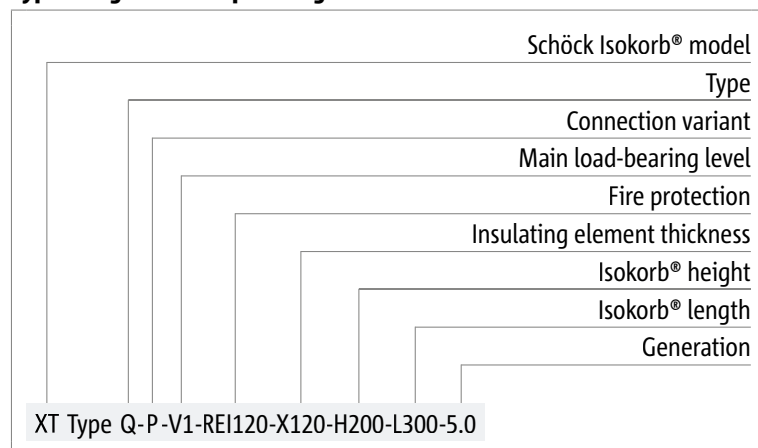 Schöck Isokorb® model
Type
Connection variant
Main load-bearing level
Fire protection
Insulating element thickness
Isokorb® height
Isokorb® length
Generation
XT Type Q-P-V1-REI120-X120-H200-L300-5.0